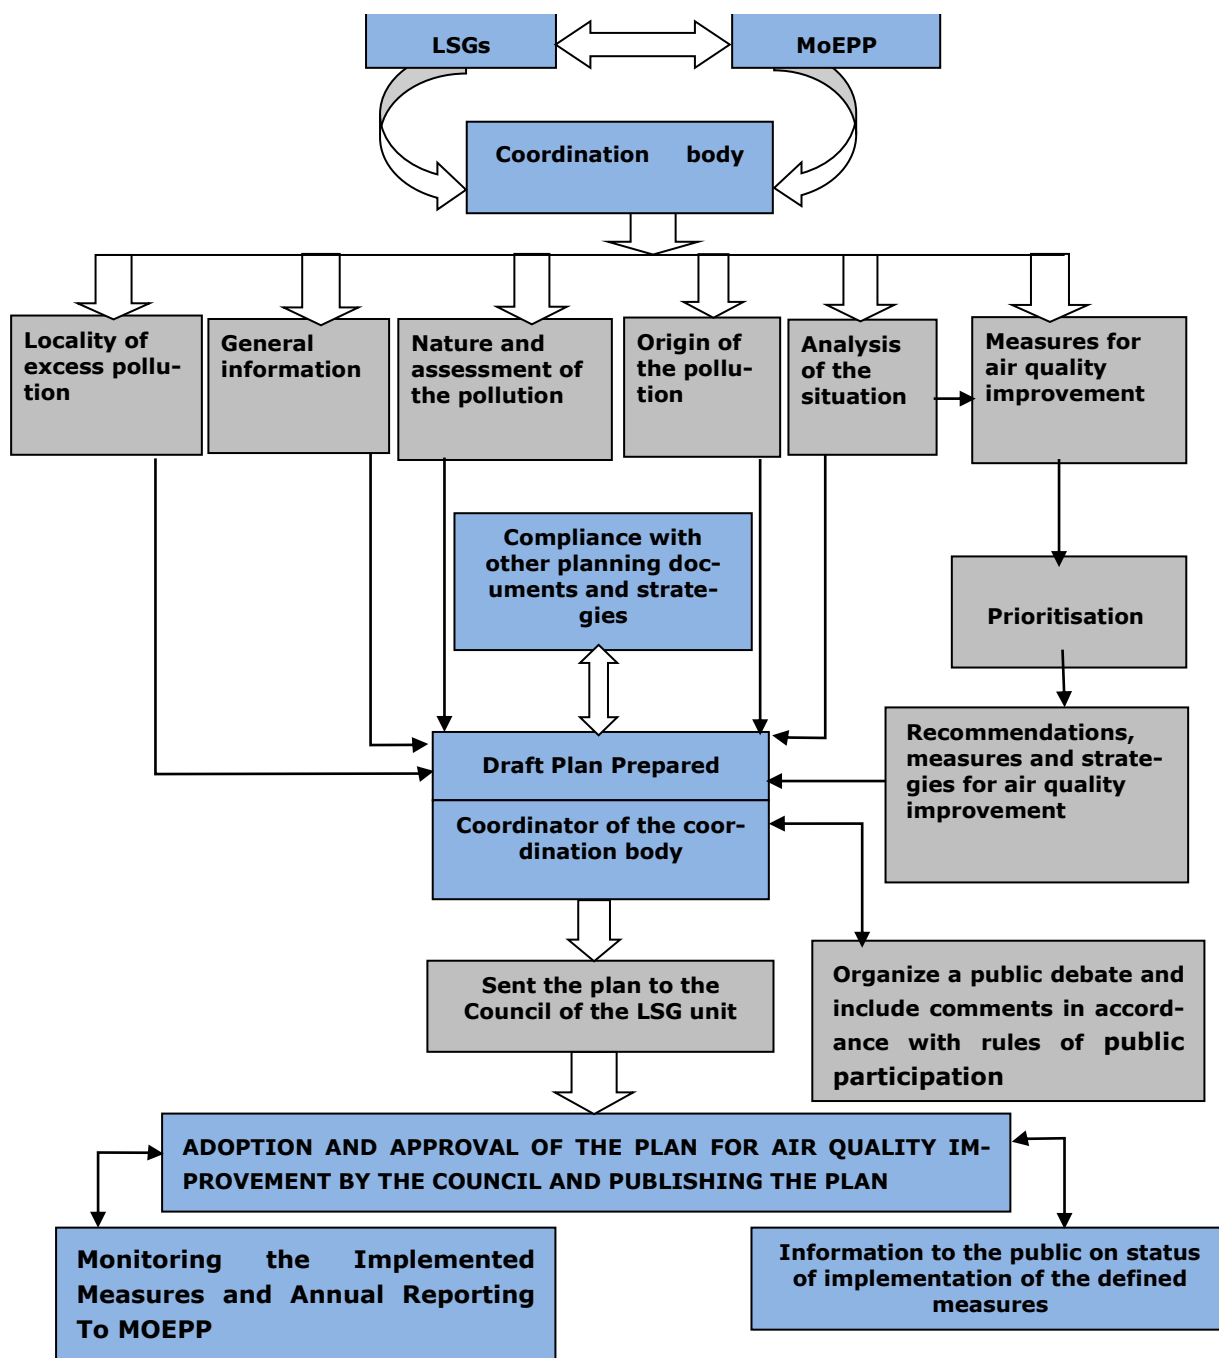 LSGs
MoEPP
Coordination body
Locality of
excess pollu-
tion
General
information
Nature and
assessment of
the pollution
Origin of
the pollu-
tion
Analysis
of the
situation
Measures for
air quality
improvement
Compliance with
other planning doc-
uments and strate-
gies
Prioritisation
Recommendations,
measures and strate-
gies for air quality
improvement
Draft Plan Prepared
Coordinator of the coor-
dination body
Sent the plan to the
Council of the LSG unit
Organize a public debate and
include comments in accord-
ance with rules of public
participation
ADOPTION AND APPROVAL OF THE PLAN FOR AIR QUALITY IM-
PROVEMENT BY THE COUNCIL AND PUBLISHING THE PLAN
Monitoring the Implemented
Measures and Annual Reporting
To MOEPP
Information to the public on status
of implementation of the defined
measures